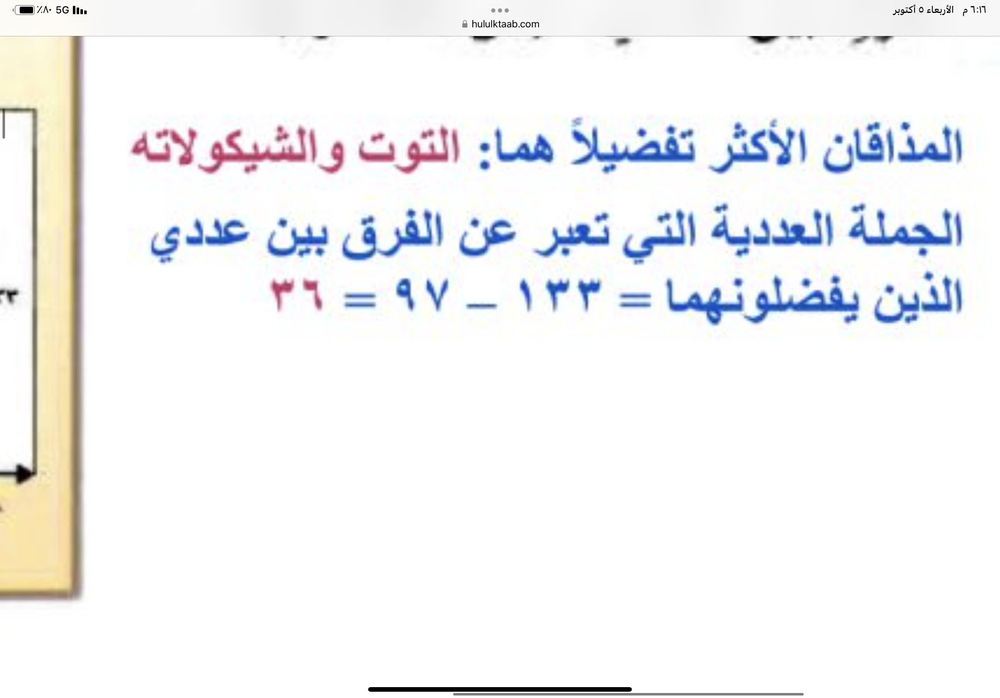 ٦:١٦ م الأربعاء ٥ أكتوبر
٪٨٠ 5G
hululktaab.com
المذاقان الأكثر تفضيلاً هما: التوت والشيكولاته
الجملة العددية التي تعبر عن الفرق بين عددي
الذين يفضلونهما = ١٣٣ – ٩٧ = ٣٦